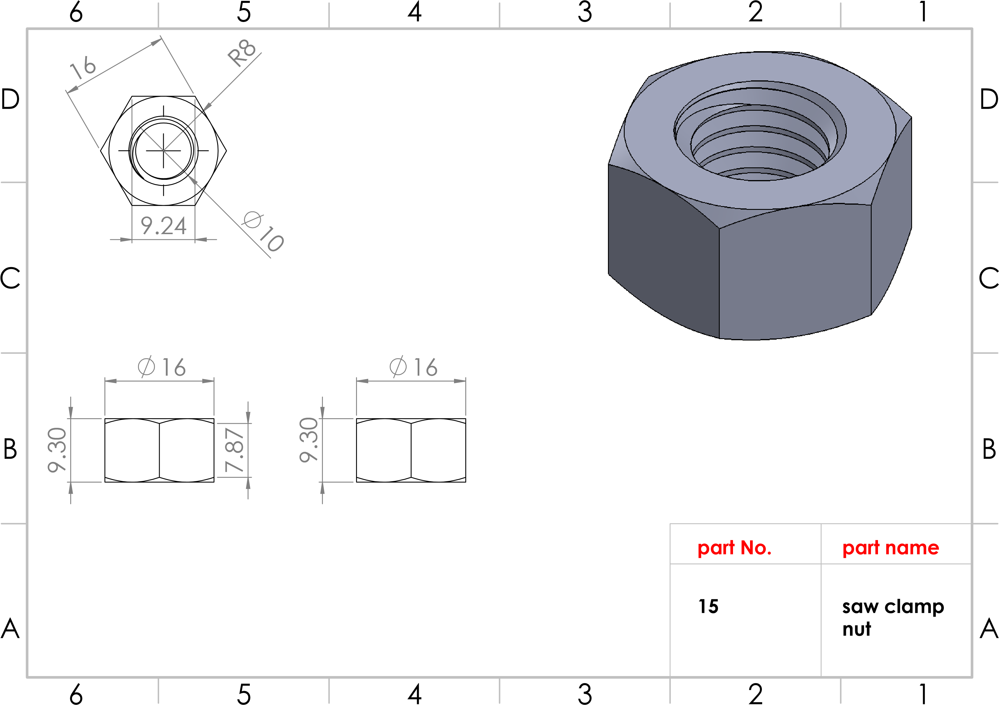 6 5 4 3 2 1
D D
16
R8
9.24
⌀10
C C
⌀16 ⌀16
9.30 7.87 9.30
B B
part No. part name
15 saw clamp
nut
A A
6 5 4 3 2 1